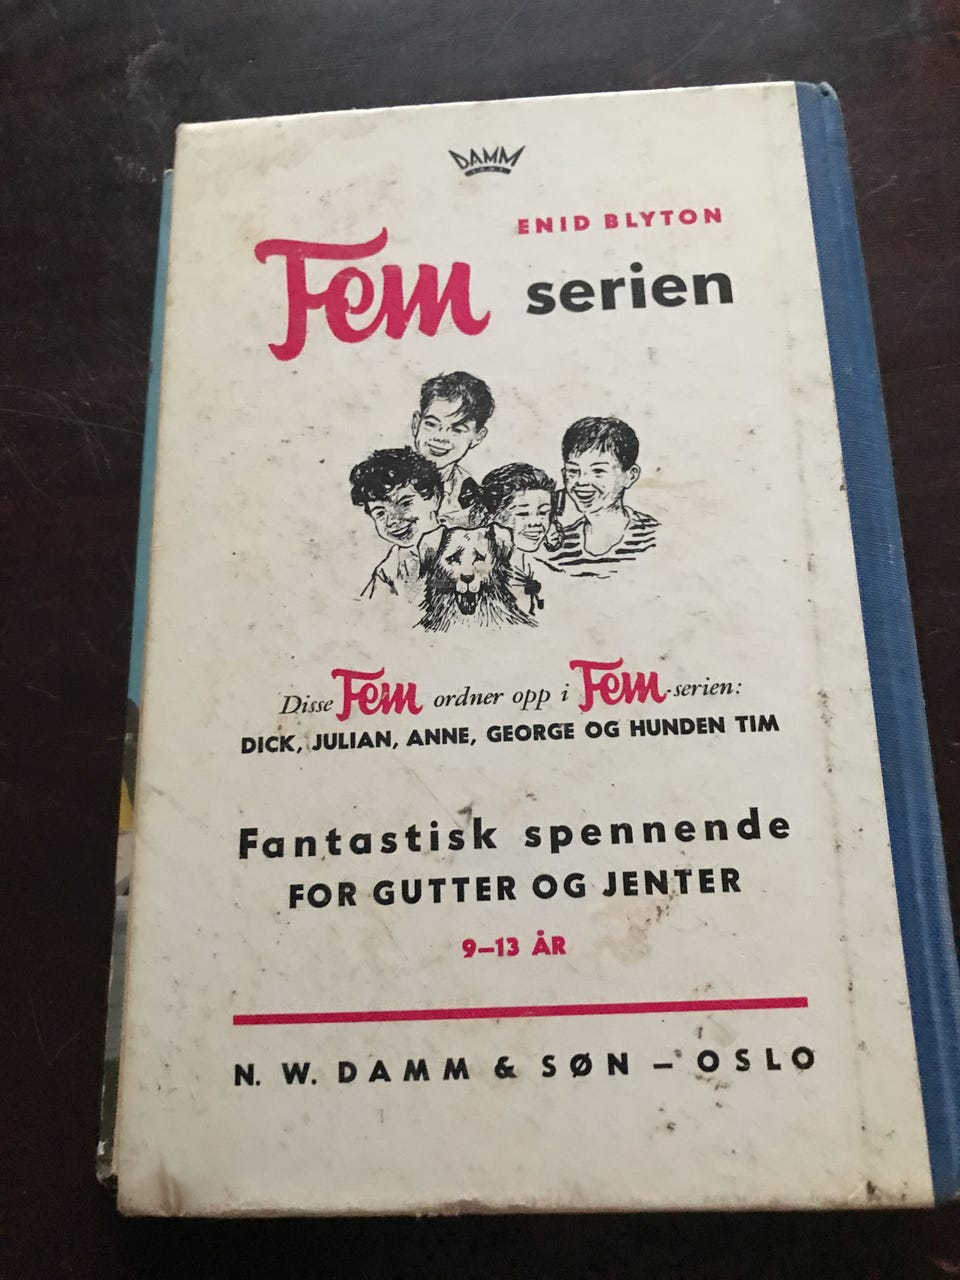 DAMM
ENID BLYTON
Fem serien
Disse Fem ordner opp i Fem-serien:
DICK, JULIAN, ANNE, GEORGE OG HUNDEN TIM
Fantastisk spennende
FOR GUTTER OG JENTER
9–13 ÅR
N. W. DAMM & SØN – OSLO